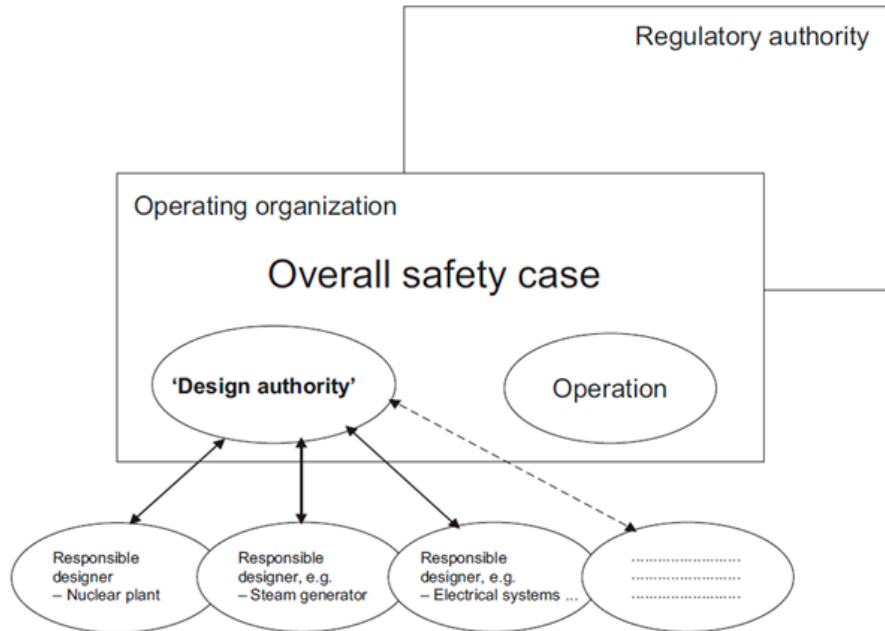 Regulatory authority
Operating organization
Overall safety case
‘Design authority’
Operation
Responsible
designer
– Nuclear plant
Responsible
designer, e.g.
– Steam generator
Responsible
designer, e.g.
– Electrical systems ...
........................
........................
........................